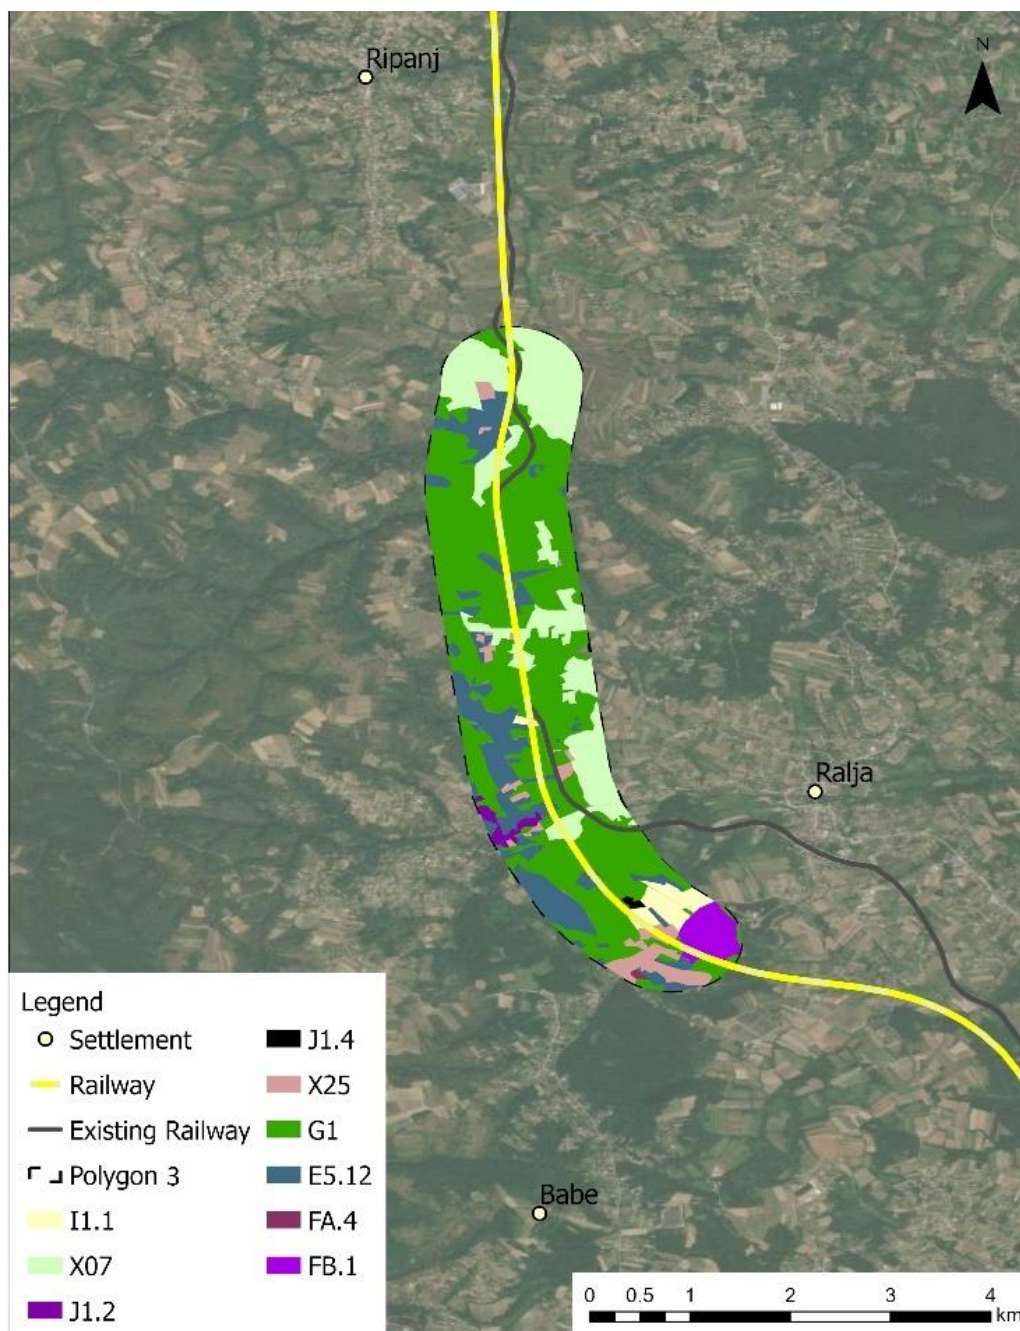 Ripanj
N
Ralja
Babe
Legend
Settlement
Railway
Existing Railway
Polygon 3
I1.1
X07
J1.2
J1.4
X25
G1
E5.12
FA.4
FB.1
0 0.5 1 2 3 4
km